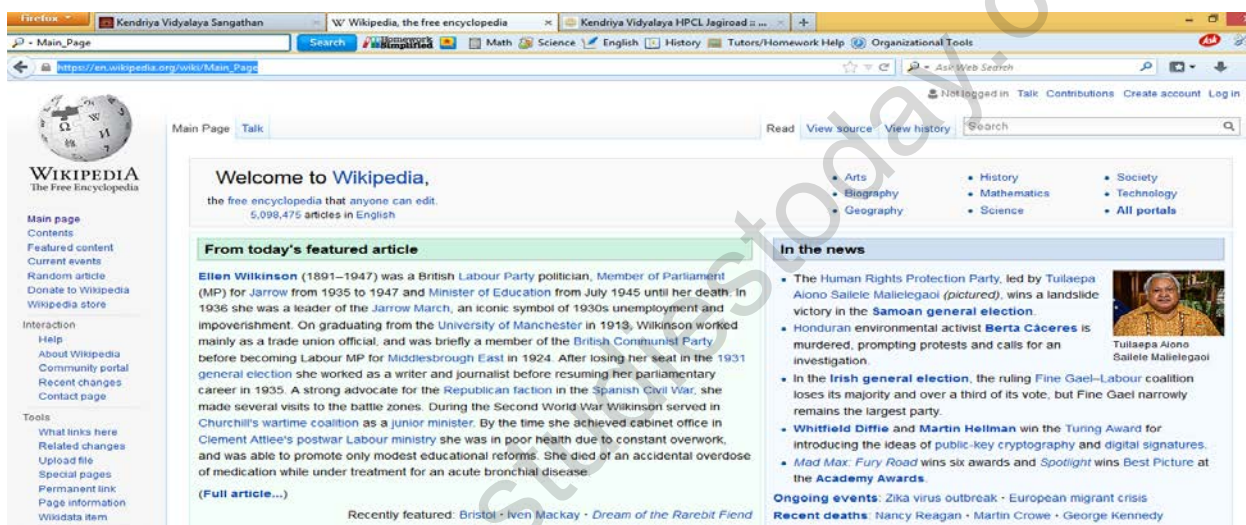 Firefox
Kendriya Vidyalaya Sangathan
W Wikipedia, the free encyclopedia
Kendriya Vidyalaya HPCL Jagiroad :: ...
- Main_Page
Search
Homework Simplified
Math
Science
English
History
Tutors/Homework Help
Organizational Tools
Ask
https://en.wikipedia.org/wiki/Main_Page
Ask Web Search
Not logged in Talk Contributions Create account Log in
Main Page Talk
Read View source View history
Search
WIKIPEDIA
The Free Encyclopedia
Main page
Contents
Featured content
Current events
Random article
Donate to Wikipedia
Wikipedia store
Interaction
Help
About Wikipedia
Community portal
Recent changes
Contact page
Tools
What links here
Related changes
Upload file
Special pages
Permanent link
Page information
Wikidata item
Welcome to Wikipedia,
the free encyclopedia that anyone can edit.
5,098,475 articles in English
• Arts
• Biography
• Geography
• History
• Mathematics
• Science
• Society
• Technology
• All portals
From today's featured article
Ellen Wilkinson (1891–1947) was a British Labour Party politician, Member of Parliament
(MP) for Jarrow from 1935 to 1947 and Minister of Education from July 1945 until her death. In
1936 she was a leader of the Jarrow March, an iconic symbol of 1930s unemployment and
impoverishment. On graduating from the University of Manchester in 1913, Wilkinson worked
mainly as a trade union official, and was briefly a member of the British Communist Party
before becoming Labour MP for Middlesbrough East in 1924. After losing her seat in the 1931
general election she worked as a writer and journalist before resuming her parliamentary
career in 1935. A strong advocate for the Republican faction in the Spanish Civil War, she
made several visits to the battle zones. During the Second World War Wilkinson served in
Churchill's wartime coalition as a junior minister. By the time she achieved cabinet office in
Clement Attlee's postwar Labour ministry she was in poor health due to constant overwork,
and was able to promote only modest educational reforms. She died of an accidental overdose
of medication while under treatment for an acute bronchial disease.
(Full article...)
Recently featured: Bristol · Iven Mackay · Dream of the Rarebit Fiend
In the news
• The Human Rights Protection Party, led by Tuilaepa
Aiono Sailele Malielegaoi (pictured), wins a landslide
victory in the Samoan general election.
• Honduran environmental activist Berta Cáceres is
murdered, prompting protests and calls for an
investigation.
Tuilaepa Aiono
Sailele Malielegaoi
• In the Irish general election, the ruling Fine Gael–Labour coalition
loses its majority and over a third of its vote, but Fine Gael narrowly
remains the largest party.
• Whitfield Diffie and Martin Hellman win the Turing Award for
introducing the ideas of public-key cryptography and digital signatures.
• Mad Max: Fury Road wins six awards and Spotlight wins Best Picture at
the Academy Awards.
Ongoing events: Zika virus outbreak · European migrant crisis
Recent deaths: Nancy Reagan · Martin Crowe · George Kennedy
studiestoday.c